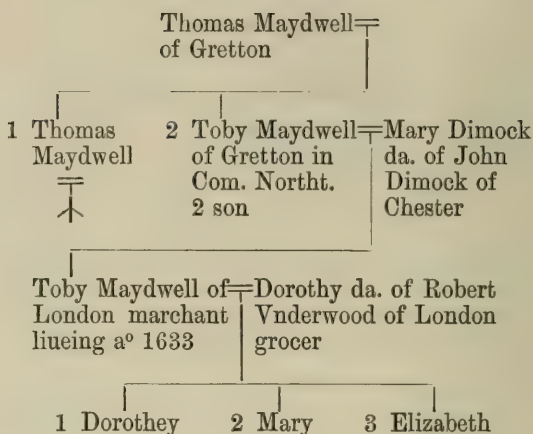 Thomas Maydwell
of Gretton
1 Thomas
Maydwell
2 Toby Maydwell
of Gretton in
Com. Northt.
2 son
Mary Dimock
da. of John
Dimock of
Chester
Toby Maydwell of
London marchant
liueing aº 1633
Dorothy da. of Robert
Vnderwood of London
grocer
1 Dorothey
2 Mary
3 Elizabeth